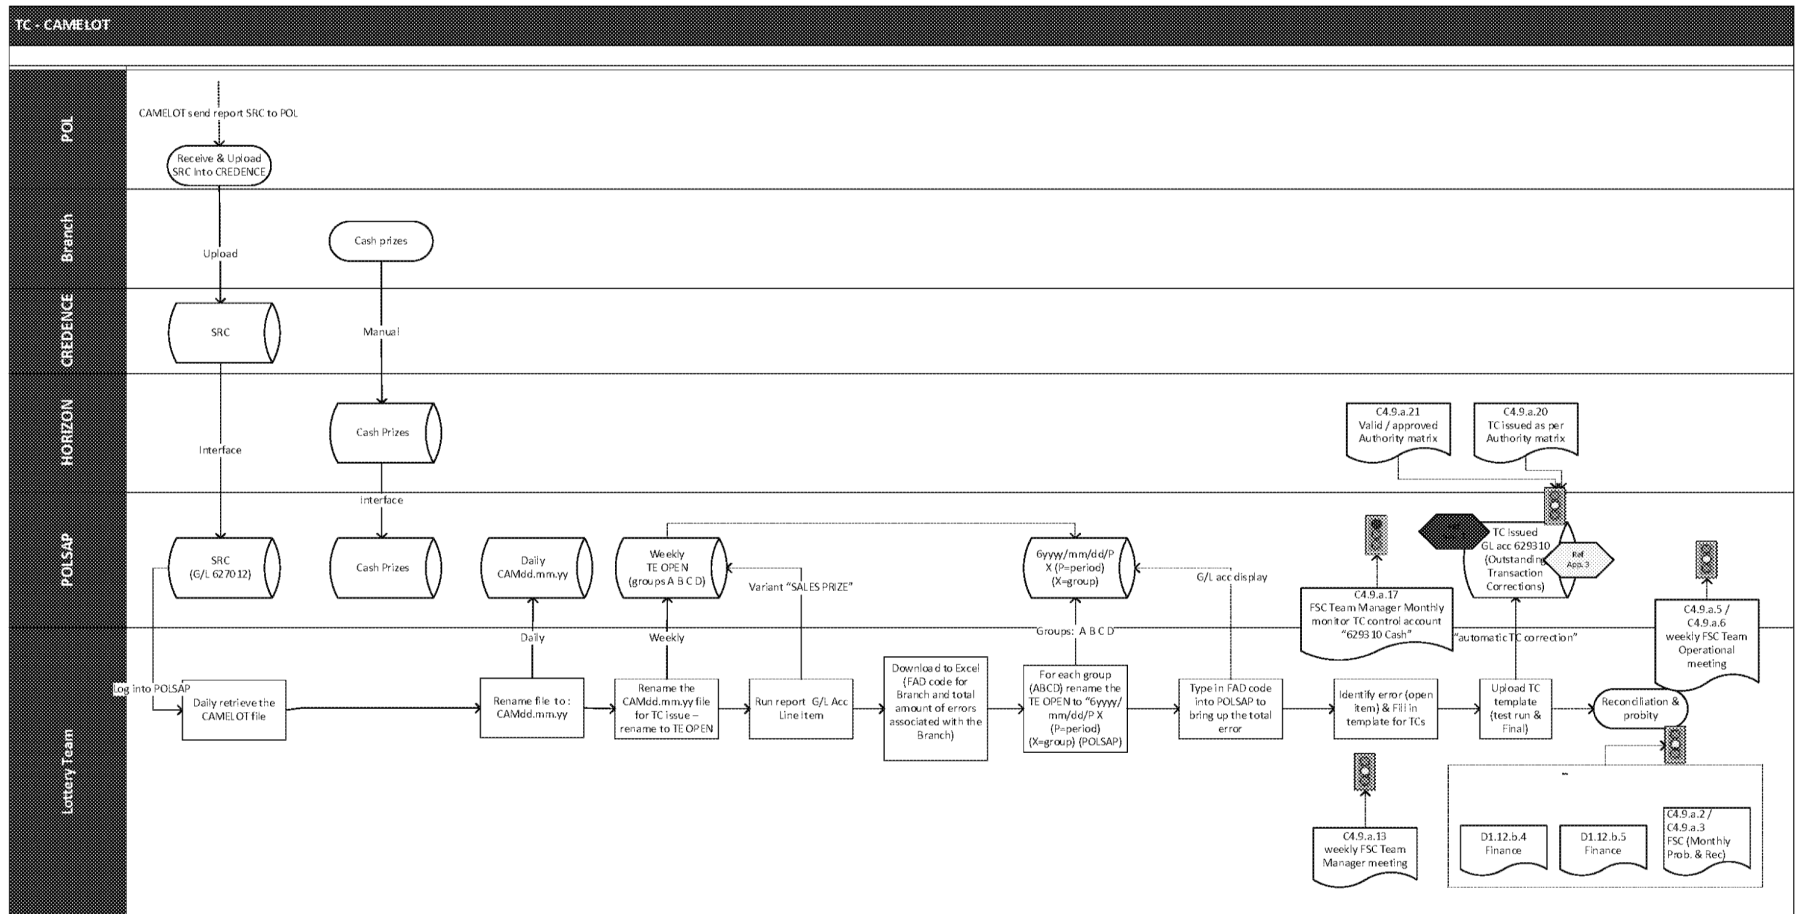 TC - CAMELOT
POL
CAMELOT send report SRC to POL
Receive & Upload
SRC Into CREDENCE
Branch
Upload
Cash prizes
CREDENCE
SRC
Manual
HORIZON
Interface
Cash Prizes
C4.9.a.21
Valid / approved
Authority matrix
C4.9.a.20
TC issued as per
Authority matrix
POLSAP
Interface
SRC
(G/L 627012)
Cash Prizes
Daily
CAMdd.mm.yy
Weekly
TE OPEN
(groups A B C D)
Variant “SALES PRIZE”
6yyyy/mm/dd/P
X (P=period)
(X=group)
G/L acc display
C4.9.a.17
FSC Team Manager Monthly
monitor TC control account
“629310 Cash”
TC issued
GL acc 629310
(Outstanding
Transaction
Corrections)
Ref
App. 3
C4.9.a.5 /
C4.9.a.6
weekly FSC Team
Operational
meeting
Lottery Team
Daily
Weekly
Groups: A B C D
“automatic TC correction”
Log into POLSAP
Daily retrieve the
CAMELOT file
Rename file to :
CAMdd.mm.yy
Rename the
CAMdd.mm.yy file
for TC issue –
rename to TE OPEN
Run report G/L Acc
Line item
Download to Excel
(FAD code for
Branch and total
amount of errors
associated with the
Branch)
For each group
(ABCD) rename the
TE OPEN to “6yyyy/
mm/dd/P X
(P=period)
(X=group) (POLSAP)
Type in FAD code
into POLSAP to
bring up the total
error
Identify error (open
item) & Fill in
template for TCs
Upload TC
template
(test run &
Final)
Reconciliation &
probity
C4.9.a.13
weekly FSC Team
Manager meeting
D1.12.b.4
Finance
D1.12.b.5
Finance
C4.9.a.2 /
C4.9.a.3
FSC (Monthly
Prob. & Rec)